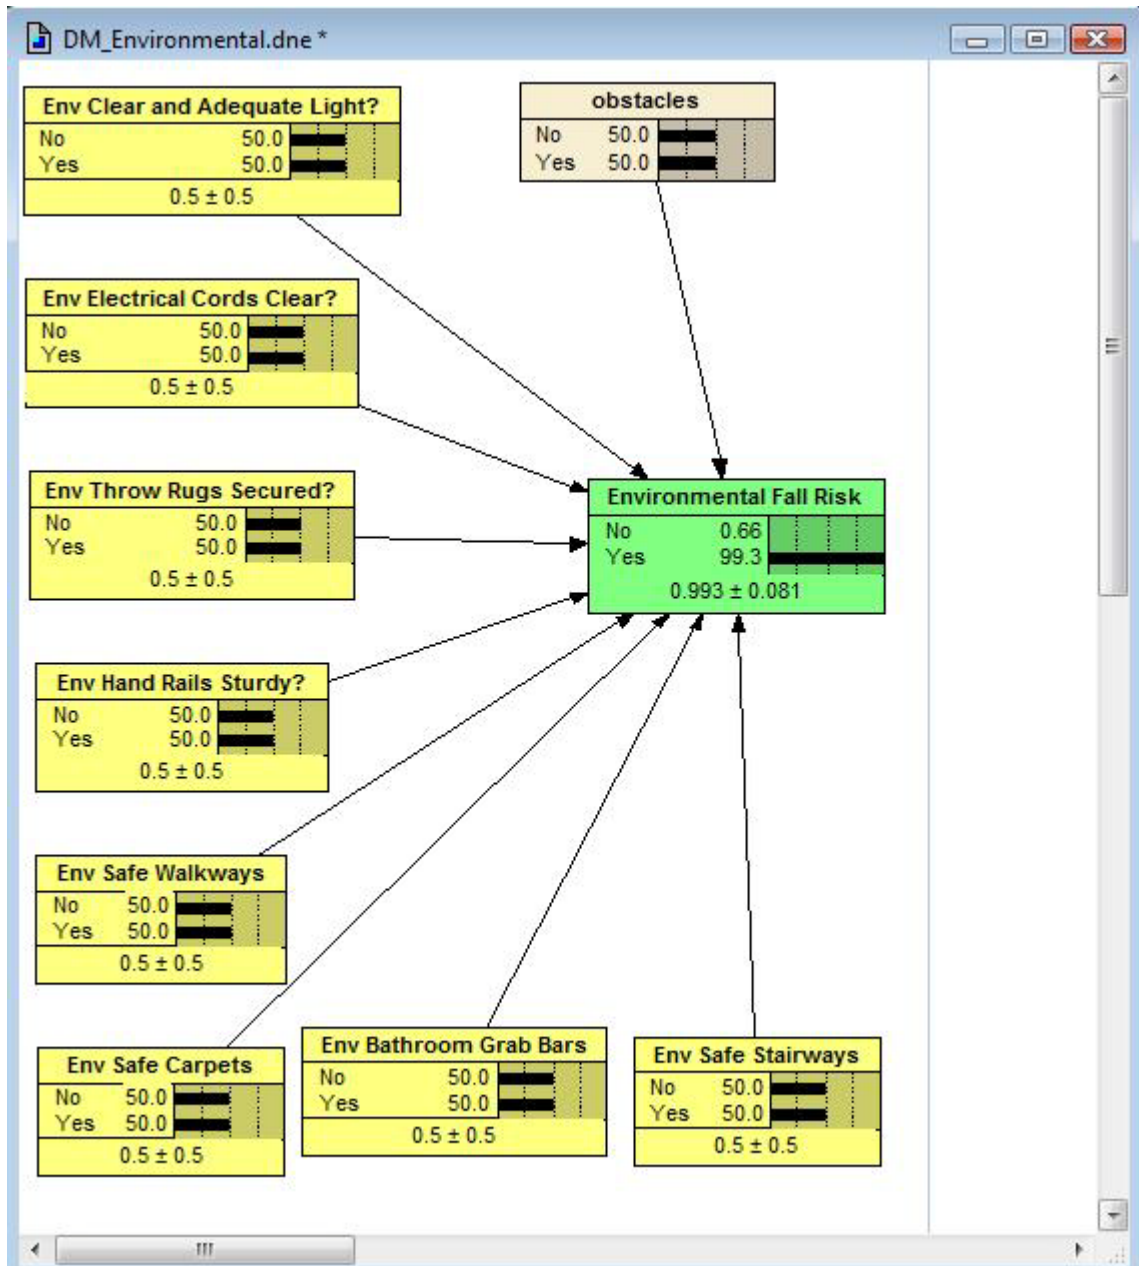 DM_Environmental.dne *
Env Clear and Adequate Light?
No 50.0
Yes 50.0
0.5 ± 0.5
obstacles
No 50.0
Yes 50.0
Env Electrical Cords Clear?
No 50.0
Yes 50.0
0.5 ± 0.5
Env Throw Rugs Secured?
No 50.0
Yes 50.0
0.5 ± 0.5
Environmental Fall Risk
No 0.66
Yes 99.3
0.993 ± 0.081
Env Hand Rails Sturdy?
No 50.0
Yes 50.0
0.5 ± 0.5
Env Safe Walkways
No 50.0
Yes 50.0
0.5 ± 0.5
Env Safe Carpets
No 50.0
Yes 50.0
0.5 ± 0.5
Env Bathroom Grab Bars
No 50.0
Yes 50.0
0.5 ± 0.5
Env Safe Stairways
No 50.0
Yes 50.0
0.5 ± 0.5